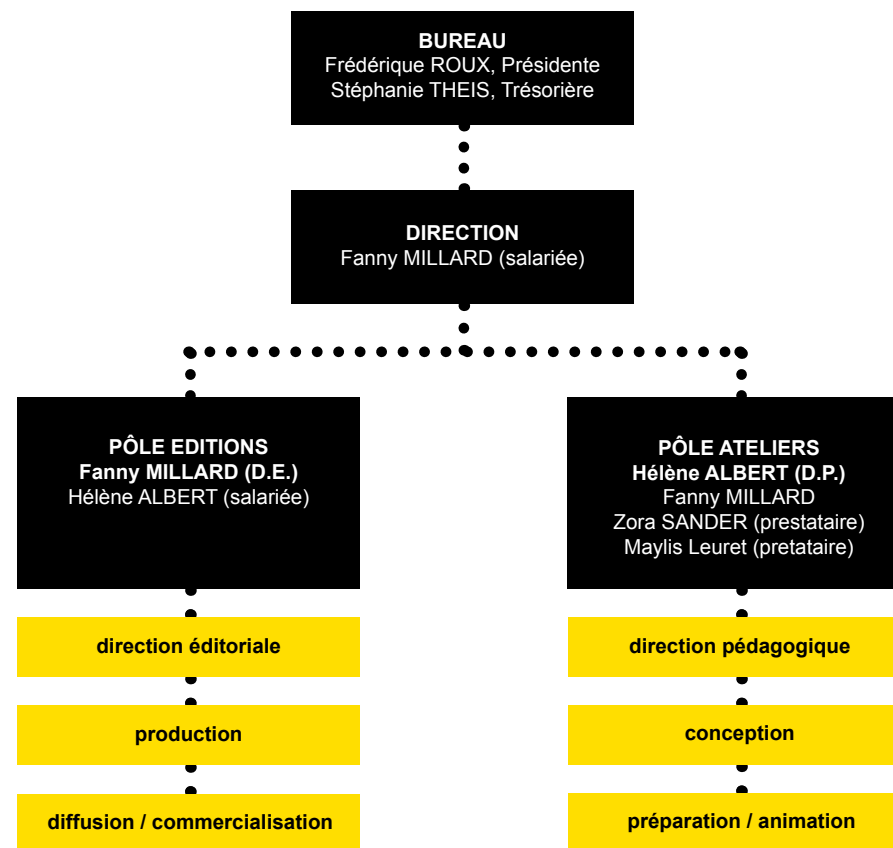 BUREAU
Frédérique ROUX, Présidente
Stéphanie THEIS, Trésorière
DIRECTION
Fanny MILLARD (salariée)
PÔLE EDITIONS
Fanny MILLARD (D.E.)
Hélène ALBERT (salariée)
direction éditoriale
production
diffusion / commercialisation
PÔLE ATELIERS
Hélène ALBERT (D.P.)
Fanny MILLARD
Zora SANDER (prestataire)
Maylis Leuret (pretataire)
direction pédagogique
conception
préparation / animation